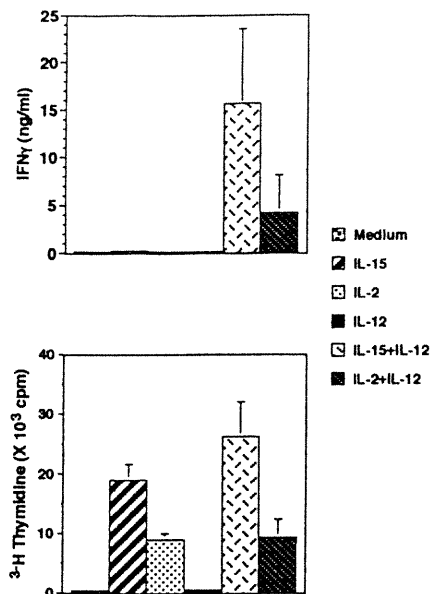 25
20
15
10
5
0
IFNγ (ng/ml)
Medium
IL-15
IL-2
IL-12
IL-15+IL-12
IL-2+IL-12
40
30
20
10
0
3-H Thymidine (X 10³ cpm)